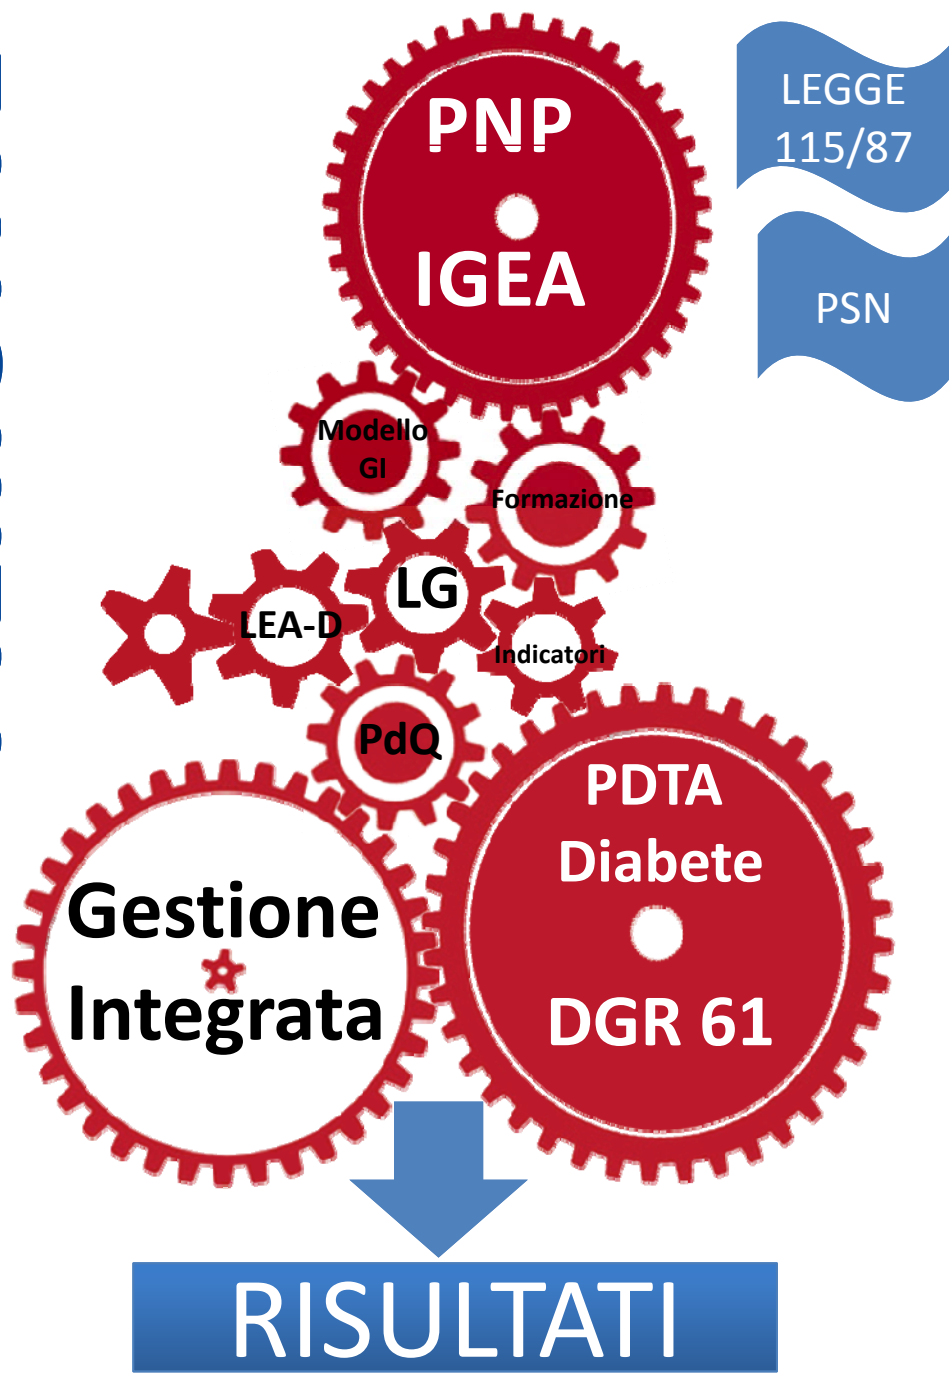 PNP
IGEA
LEGGE
115/87
PSN
Modello
GI
Formazione
LG
LEA-D
Indicatori
PdQ
PDTA
Diabete
DGR 61
Gestione
Integrata
RISULTATI